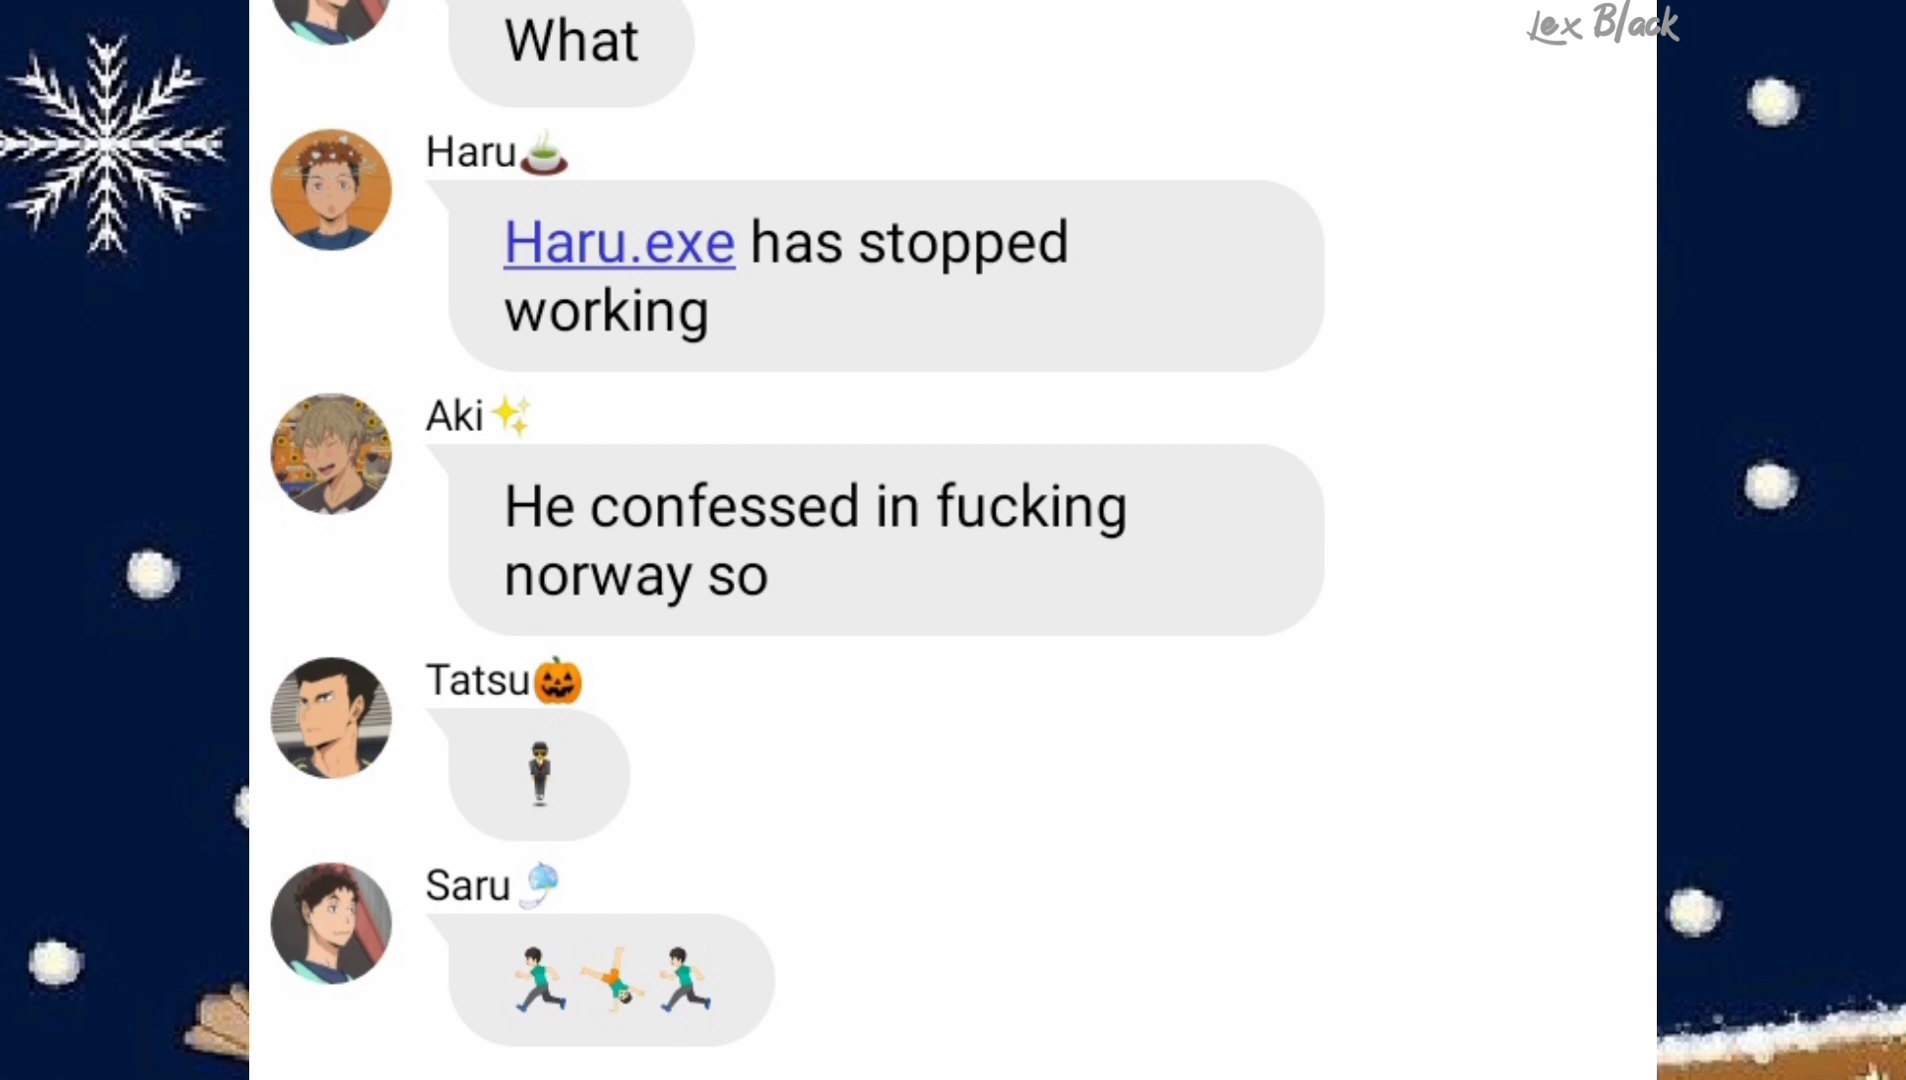 Lex Black
What
Haru🍵
Haru.exe has stopped
working
Aki✨
He confessed in fucking
norway so
Tatsu🎃
🕴
Saru🎐
🏃🏻‍♂️🤸🏻‍♂️🏃🏻‍♂️